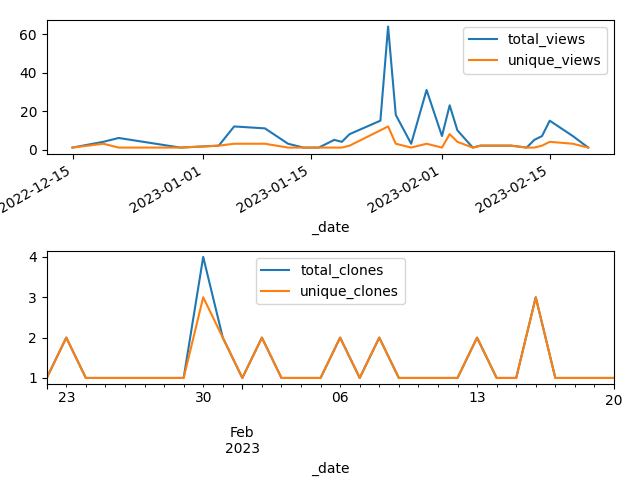 60
40
20
0
total_views
unique_views
2022-12-15
2023-01-01
2023-01-15
2023-02-01
2023-02-15
_date
4
3
2
1
total_clones
unique_clones
23
30
06
13
20
Feb
2023
_date